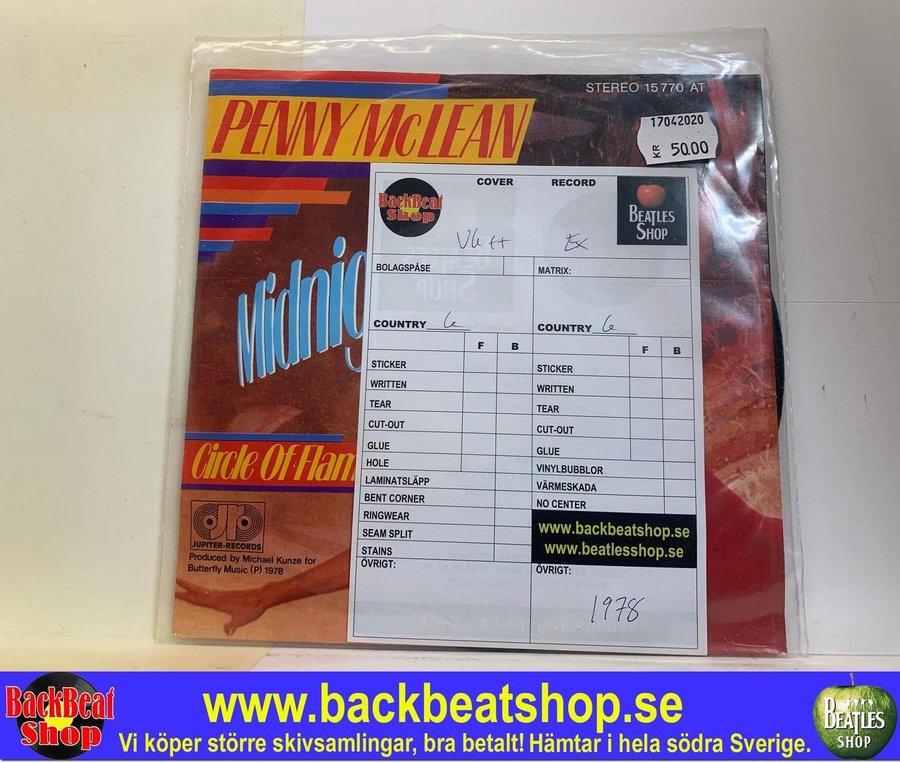 STEREO 15770 AT
PENNY McLEAN
17042020
KR 50.00
Midnig
Circle Of Flam
JUPITER-RECORDS
Produced by Michael Kunze for
Butterfly Music (P) 1978
BackBeat
Shop
COVER RECORD
BEATLES
SHOP
VG++ Ex
BOLAGSPÅSE MATRIX:
COUNTRY G COUNTRY G
F B F B
STICKER STICKER
WRITTEN WRITTEN
TEAR TEAR
CUT-OUT CUT-OUT
GLUE GLUE
HOLE VINYLBUBBLOR
LAMINATSLÄPP VÄRMESKADA
BENT CORNER NO CENTER
RINGWEAR
SEAM SPLIT
STAINS
www.backbeatshop.se
www.beatlesshop.se
ÖVRIGT: ÖVRIGT:
1978
BackBeat
Shop
www.backbeatshop.se
Vi köper större skivsamlingar, bra betalt! Hämtar i hela södra Sverige.
BEATLES
SHOP